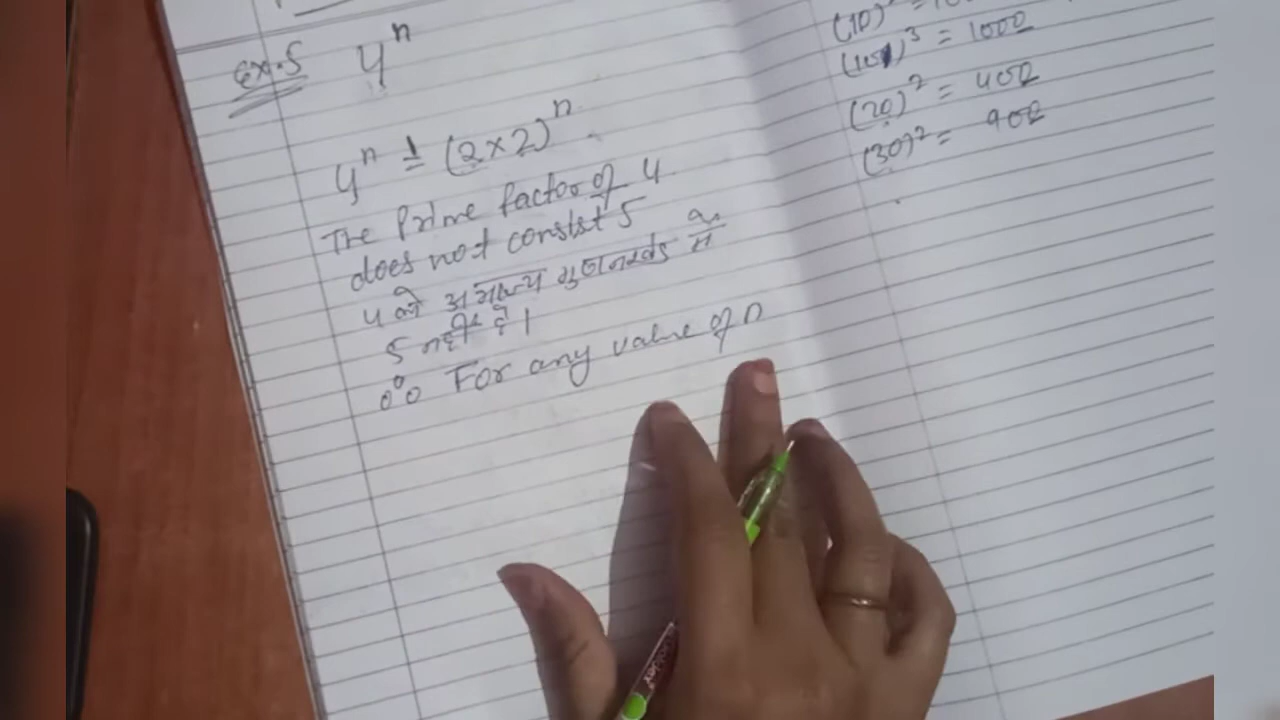 Ex.5 4ⁿ
4ⁿ = (2×2)ⁿ
The Prime factor of 4
does not consist 5
4 के अभाज्य गुणनखंड में
5 नहीं है।
∴ For any value of n
(10)
(10)³ = 1000
(20)² = 400
(30)² = 900